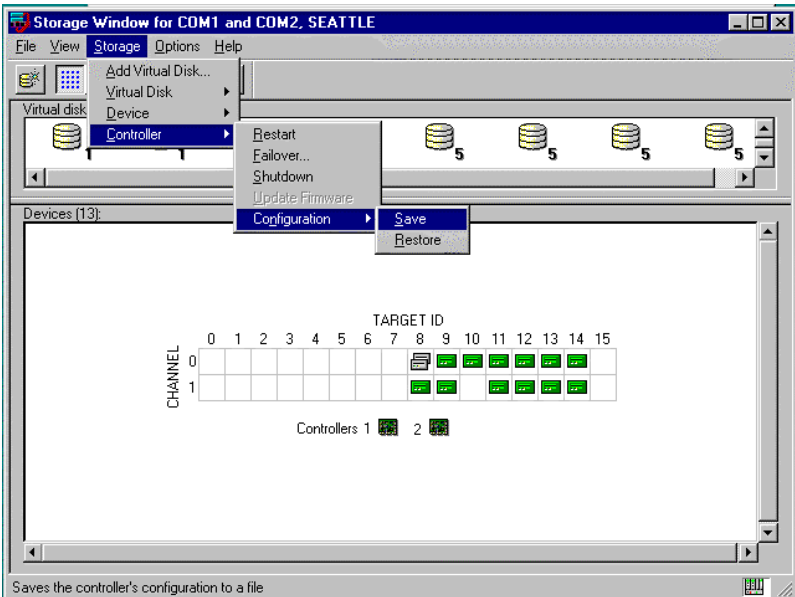 Storage Window for COM1 and COM2, SEATTLE
File View Storage Options Help
Add Virtual Disk...
Virtual Disk
Device
Controller
Virtual disk
1 1 5 5 5 5
Restart
Failover...
Shutdown
Update Firmware
Configuration
Save
Restore
Devices (13):
TARGET ID
0 1 2 3 4 5 6 7 8 9 10 11 12 13 14 15
CHANNEL
0
1
Controllers 1 2
Saves the controller's configuration to a file